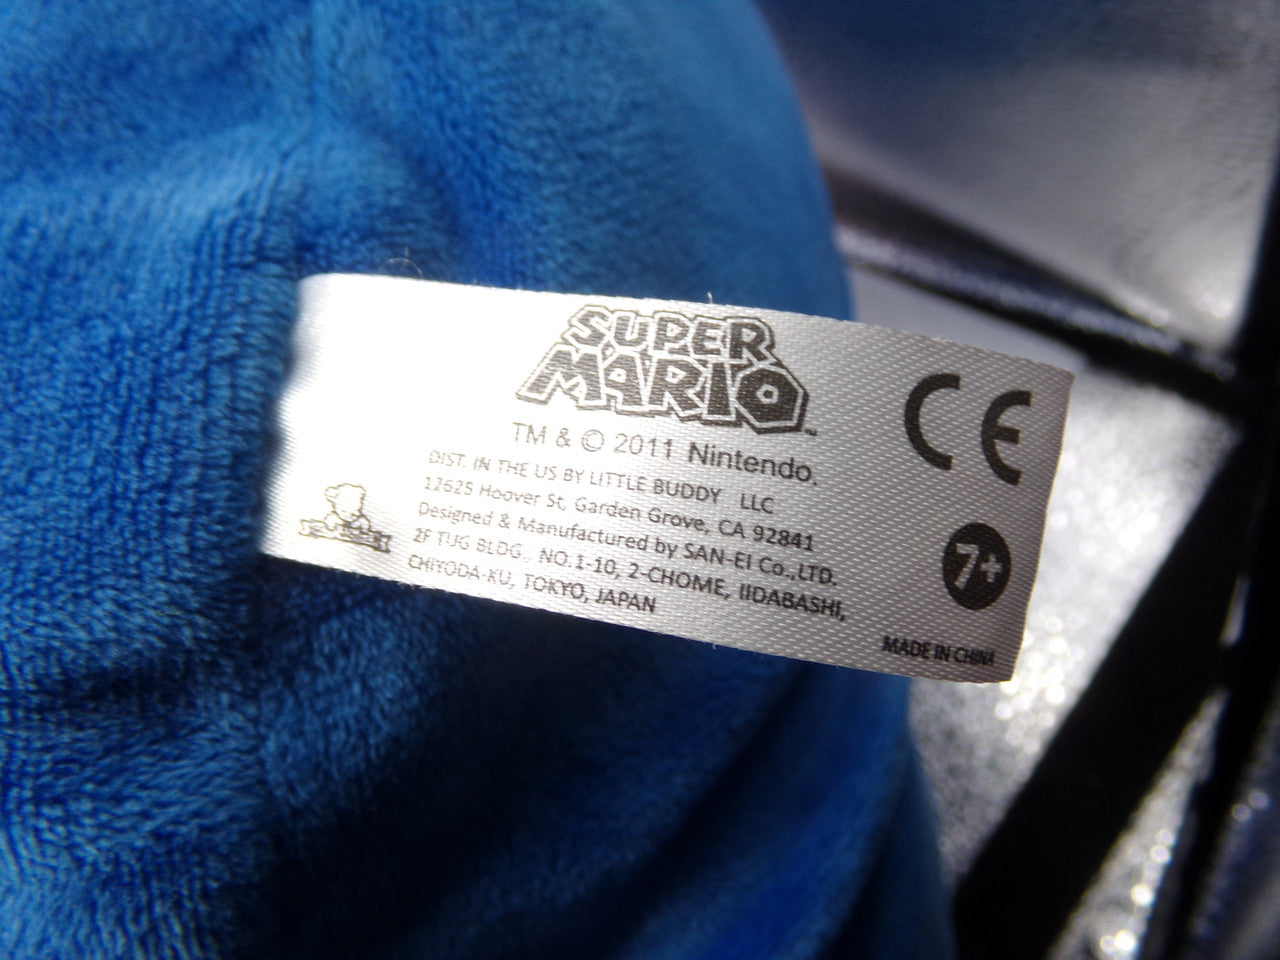 SUPER
MARIO™
TM & © 2011 Nintendo.
DIST. IN THE US BY LITTLE BUDDY LLC
12625 Hoover St, Garden Grove, CA 92841
Designed & Manufactured by SAN-EI Co.,LTD.
2F TUG BLDG., NO.1-10, 2-CHOME, IIDABASHI,
CHIYODA-KU, TOKYO, JAPAN
CE
7+
MADE IN CHINA